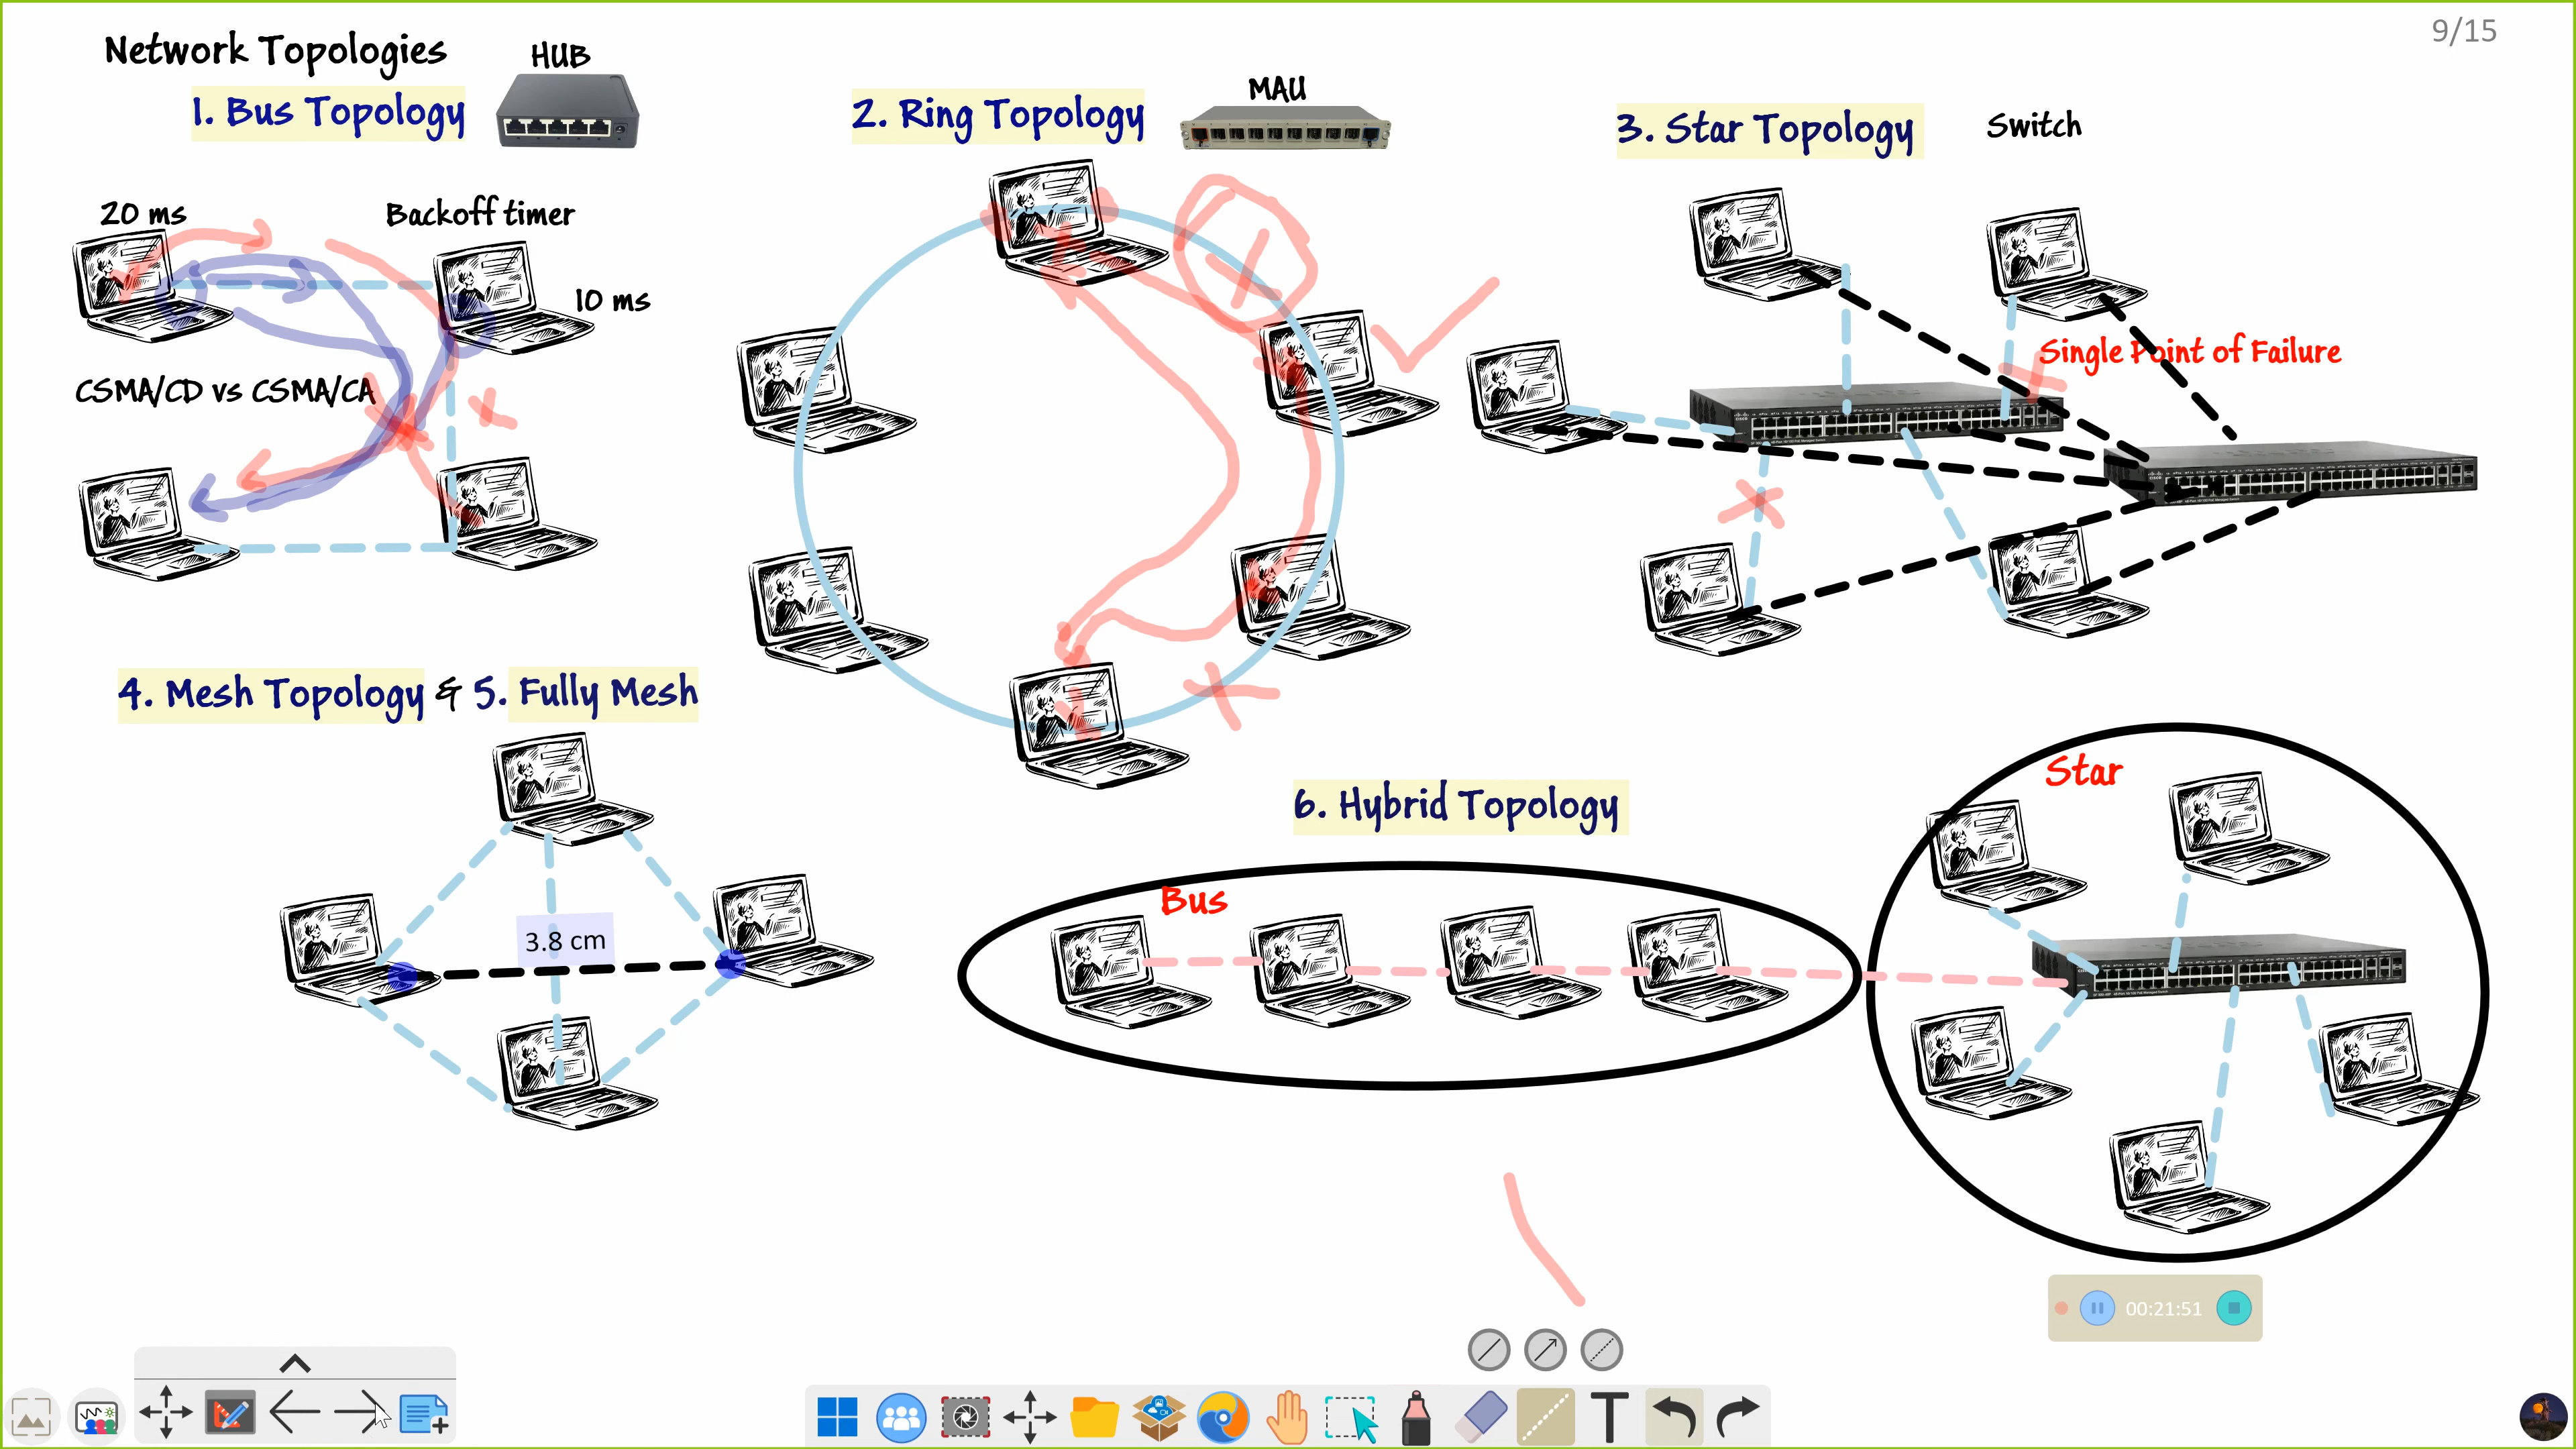 9/15
Network Topologies
HUB
1. Bus Topology
MAU
2. Ring Topology
3. Star Topology
Switch
20 ms
Backoff timer
10 ms
CSMA/CD vs CSMA/CA
Single Point of Failure
4. Mesh Topology & 5. Fully Mesh
3.8 cm
6. Hybrid Topology
Bus
Star
00:21:51